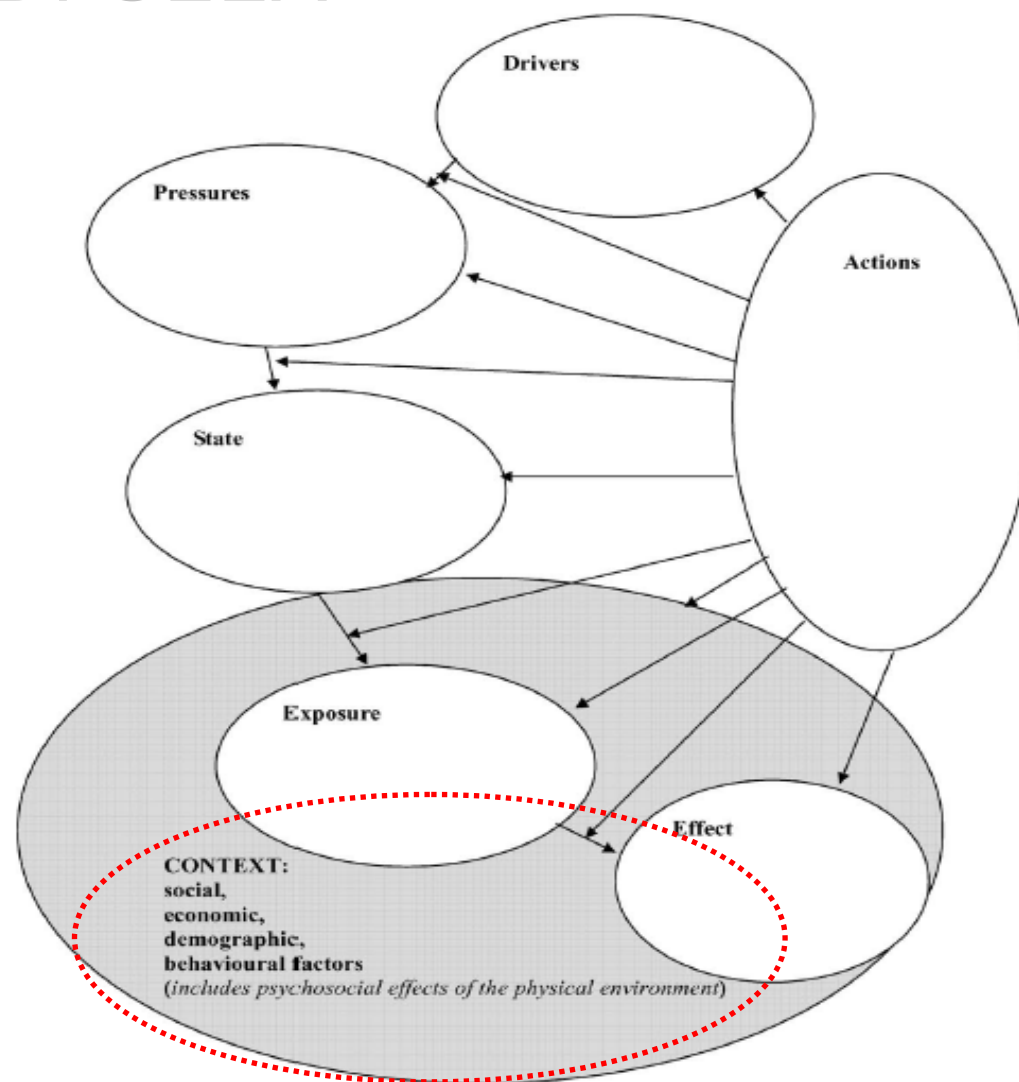 Drivers
Pressures
Actions
State
Exposure
Effect
CONTEXT:
social,
economic,
demographic,
behavioural factors
(includes psychosocial effects of the physical environment)